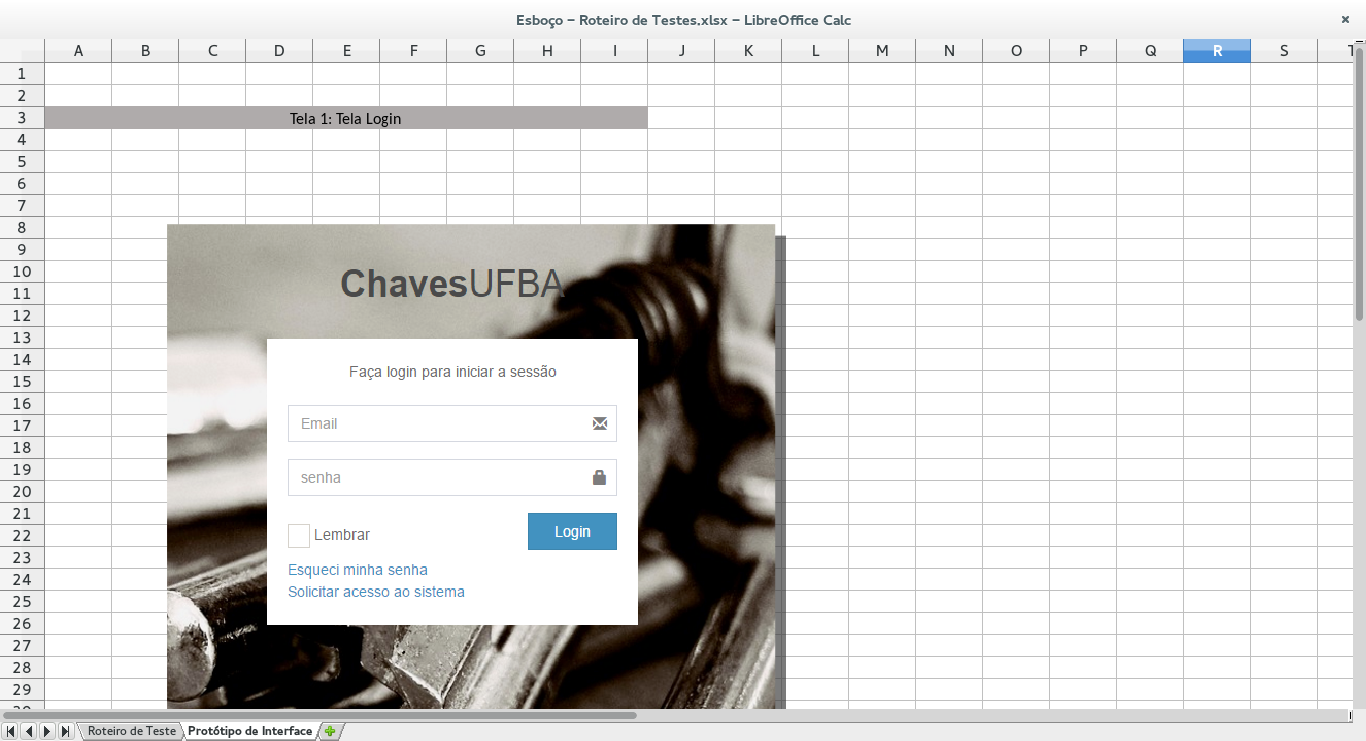 Esboço – Roteiro de Testes.xlsx – LibreOffice Calc
A B C D E F G H I J K L M N O P Q R S T
1
2
3 Tela 1: Tela Login
4
5
6
7
8
9
10
11
12
13
14
15
16
17
18
19
20
21
22
23
24
25
26
27
28
29
30
ChavesUFBA
Faça login para iniciar a sessão
Email
senha
Lembrar Login
Esqueci minha senha
Solicitar acesso ao sistema
Roteiro de Teste Protótipo de Interface